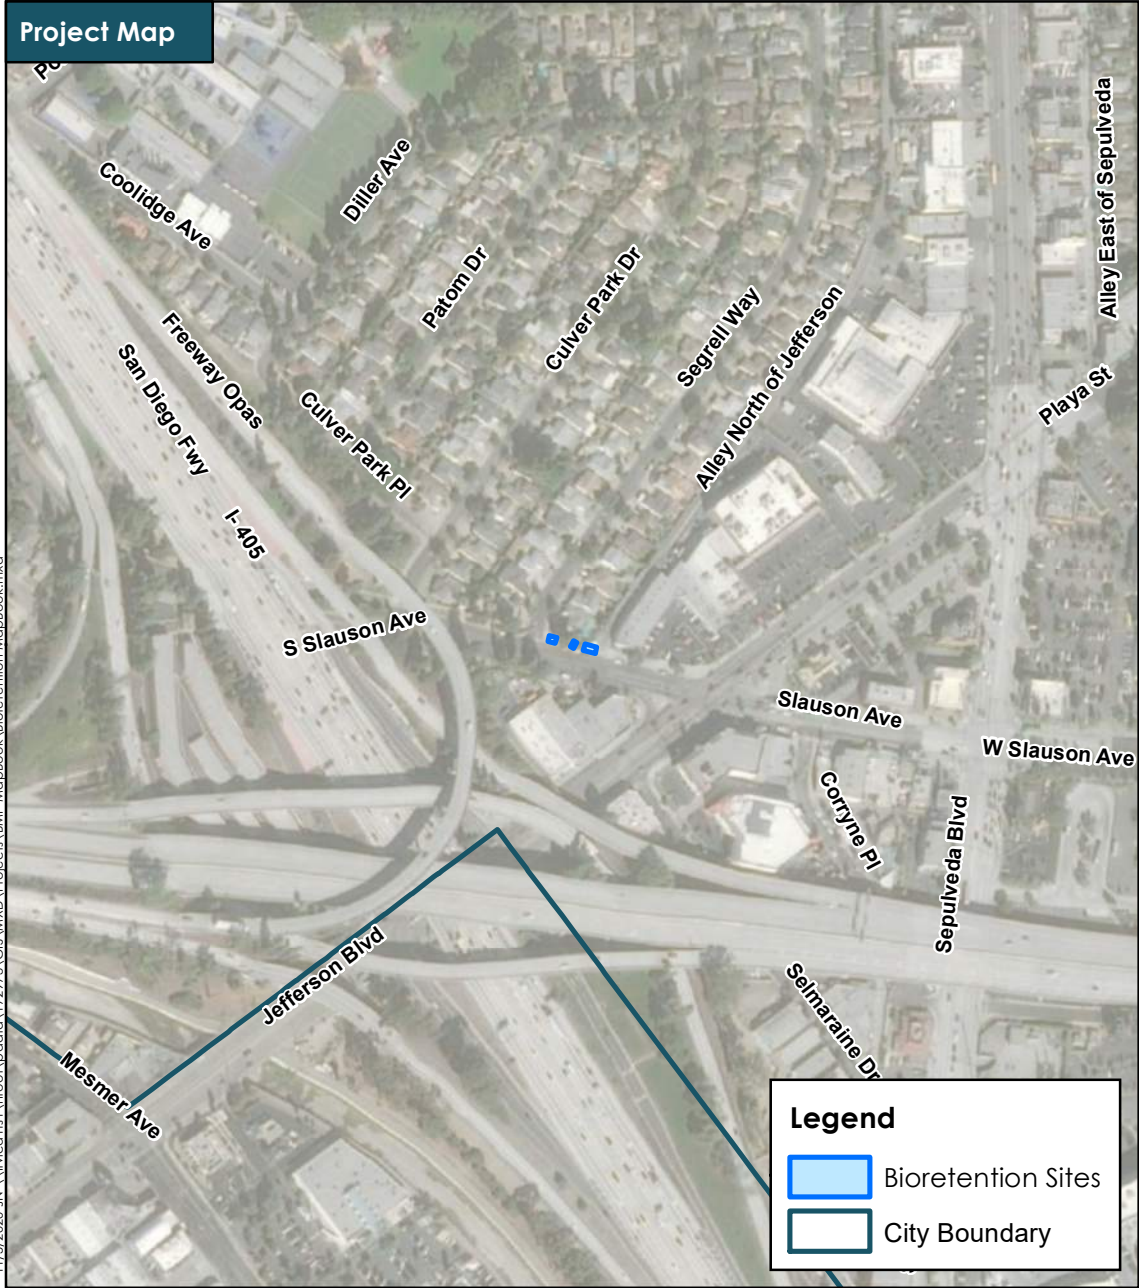 Project Map
Po
Coolidge Ave
Diller Ave
Alley East of Sepulveda
Patom Dr
Culver Park Dr
Segrell Way
Alley North of Jefferson
Freeway Opas
San Diego Fwy
Culver Park Pl
Playa St
I-405
S Slauson Ave
Slauson Ave
W Slauson Ave
Corryne Pl
Sepulveda Blvd
Jefferson Blvd
Selmaraine Dr
Mesmer Ave
Legend
Bioretention Sites
City Boundary